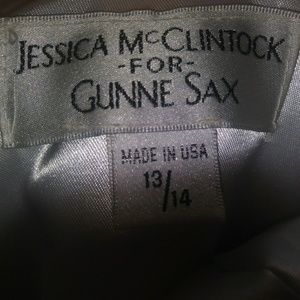 JESSICA McCLINTOCK
-FOR-
GUNNE SAX
MADE IN USA
13/14